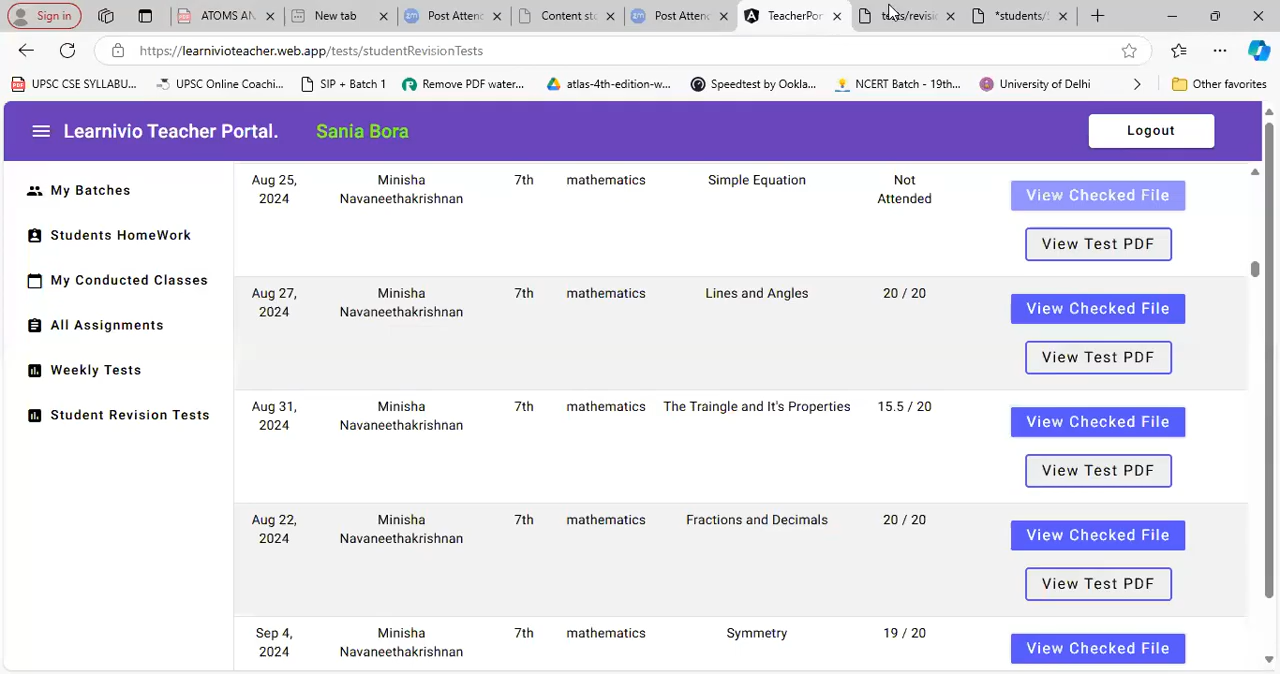 Sign in
ATOMS AN
New tab
Post Attenc
Content sto
Post Attenc
TeacherPor
tests/revisi
*students/
https://learnivioteacher.web.app/tests/studentRevisionTests
UPSC CSE SYLLABU...
UPSC Online Coachi...
SIP + Batch 1
Remove PDF water...
atlas-4th-edition-w...
Speedtest by Ookla...
NCERT Batch - 19th...
University of Delhi
Other favorites
Learnivio Teacher Portal.
Sania Bora
Logout
My Batches
Students HomeWork
My Conducted Classes
All Assignments
Weekly Tests
Student Revision Tests
Aug 25,
2024
Minisha
Navaneethakrishnan
7th
mathematics
Simple Equation
Not
Attended
View Checked File
View Test PDF
Aug 27,
2024
Minisha
Navaneethakrishnan
7th
mathematics
Lines and Angles
20 / 20
View Checked File
View Test PDF
Aug 31,
2024
Minisha
Navaneethakrishnan
7th
mathematics
The Traingle and It's Properties
15.5 / 20
View Checked File
View Test PDF
Aug 22,
2024
Minisha
Navaneethakrishnan
7th
mathematics
Fractions and Decimals
20 / 20
View Checked File
View Test PDF
Sep 4,
2024
Minisha
Navaneethakrishnan
7th
mathematics
Symmetry
19 / 20
View Checked File